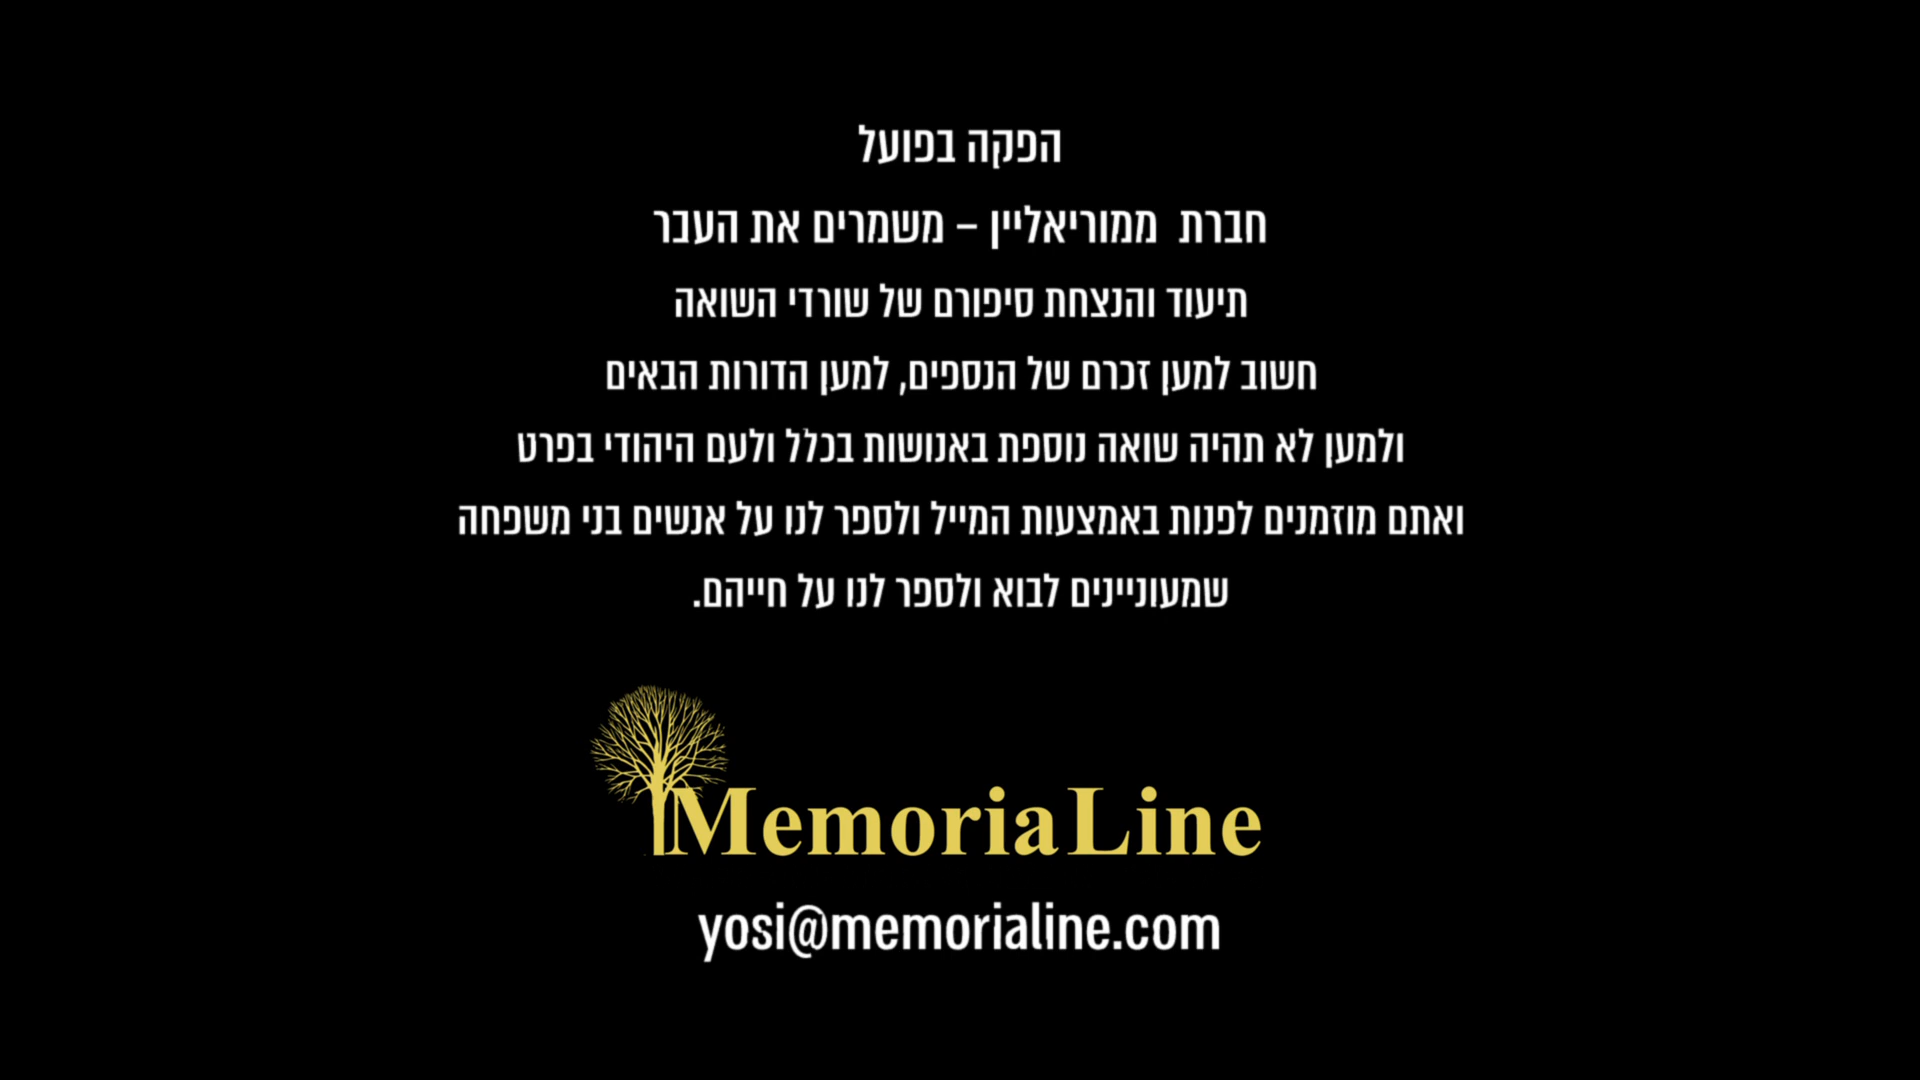 הפקה בפועל
חברת ממוריאליין – משמרים את העבר
תיעוד והנצחת סיפורם של שורדי השואה
חשוב למען זכרם של הנספים, למען הדורות הבאים
ולמען לא תהיה שואה נוספת באנושות בכלל ולעם היהודי בפרט
ואתם מוזמנים לפנות באמצעות המייל ולספר לנו על אנשים בני משפחה
שמעוניינים לבוא ולספר לנו על חייהם.
MemoriaLine
yosi@memorialine.com